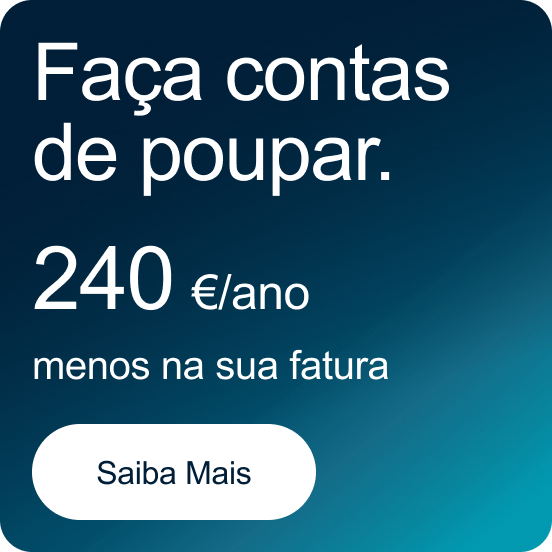 Faça contas
de poupar.
240 €/ano
menos na sua fatura
Saiba Mais